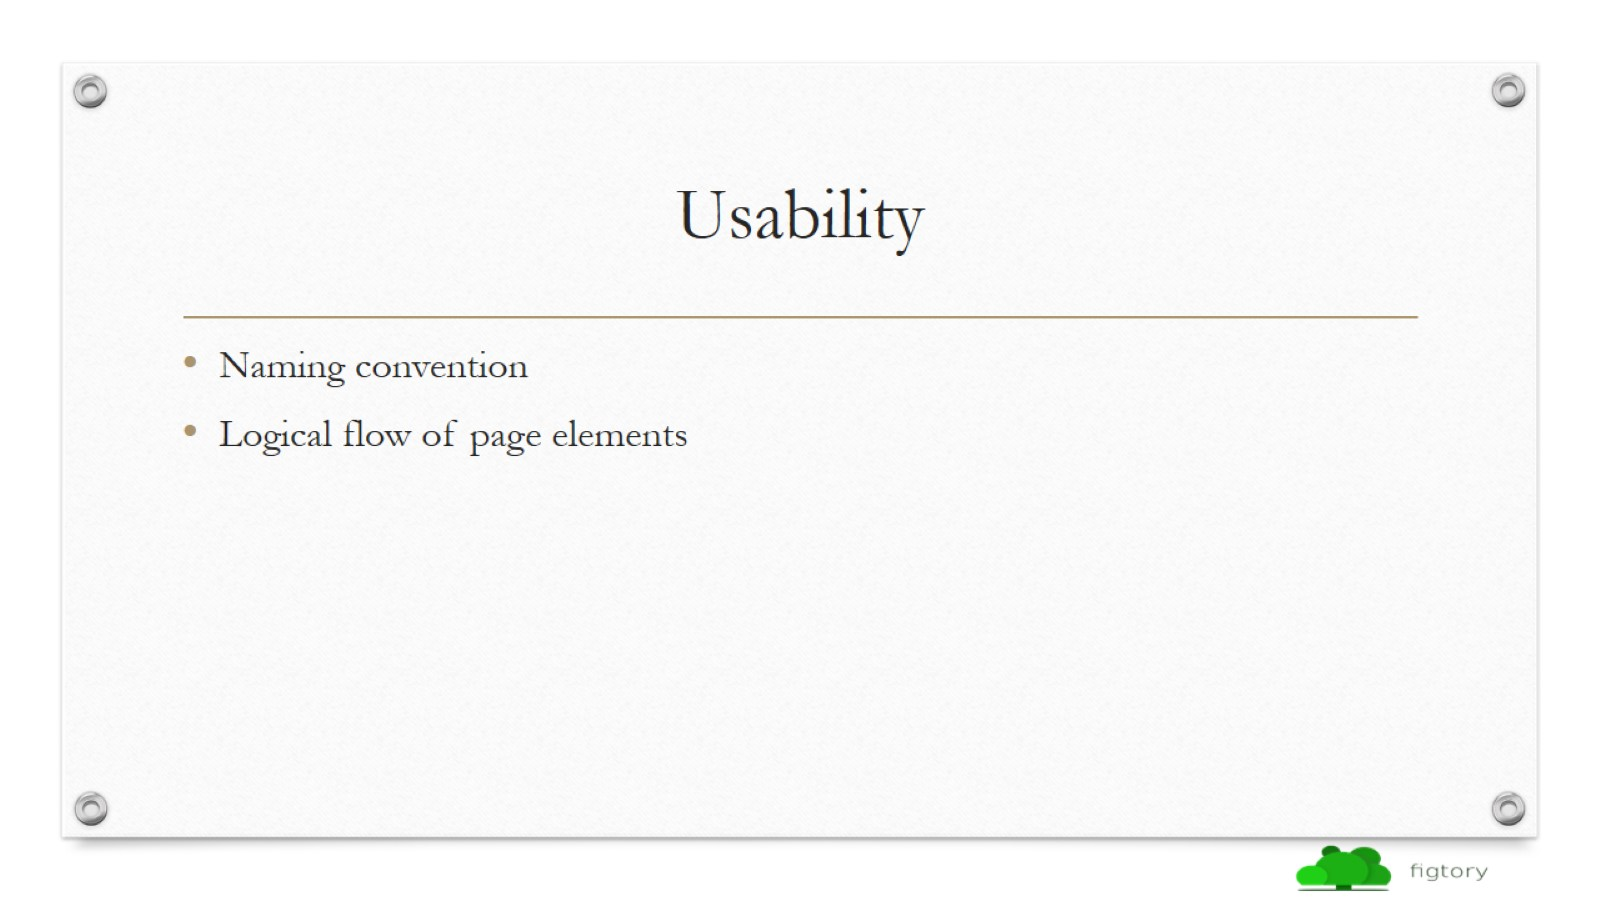 Usability
Naming convention
Logical flow of page elements
figtory